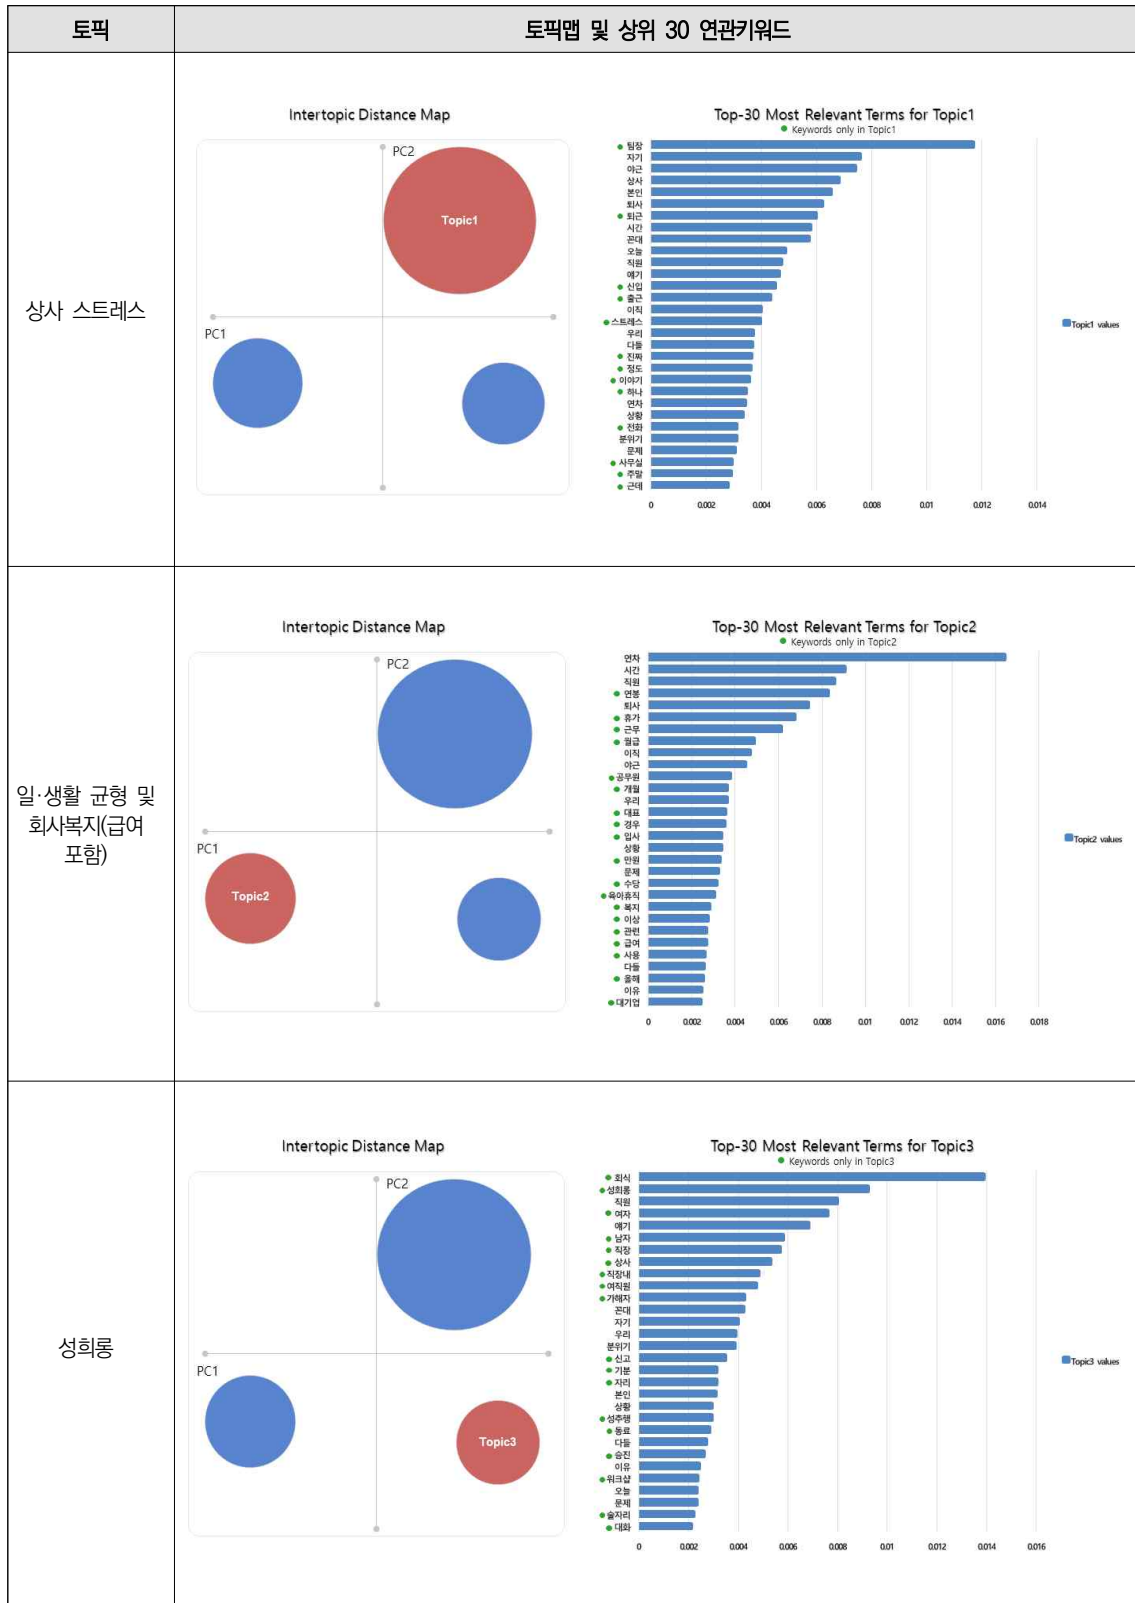 토픽
토픽맵 및 상위 30 연관키워드
상사 스트레스
Intertopic Distance Map
PC2
Topic1
PC1
Top-30 Most Relevant Terms for Topic1
Keywords only in Topic1
팀장
자기
야근
상사
본인
퇴사
퇴근
시간
꼰대
오늘
직원
얘기
신입
출근
이직
스트레스
우리
다들
진짜
정도
이야기
하나
연차
상황
전화
분위기
문제
사무실
주말
근데
0 0.002 0.004 0.006 0.008 0.01 0.012 0.014
Topic1 values
일·생활 균형 및
회사복지(급여
포함)
Intertopic Distance Map
PC2
PC1
Topic2
Top-30 Most Relevant Terms for Topic2
Keywords only in Topic2
연차
시간
직원
연봉
퇴사
휴가
근무
월급
이직
야근
공무원
개월
우리
대표
경우
입사
상황
만원
문제
수당
육아휴직
복지
이상
관련
급여
사용
다들
올해
이유
대기업
0 0.002 0.004 0.006 0.008 0.01 0.012 0.014 0.016 0.018
Topic2 values
성희롱
Intertopic Distance Map
PC2
PC1
Topic3
Top-30 Most Relevant Terms for Topic3
Keywords only in Topic3
회식
성희롱
직원
여자
얘기
남자
직장
상사
직장내
여직원
가해자
꼰대
자기
우리
분위기
신고
기분
자리
본인
상황
성추행
동료
다들
승진
이유
워크샵
오늘
문제
술자리
대화
0 0.002 0.004 0.006 0.008 0.01 0.012 0.014 0.016
Topic3 values